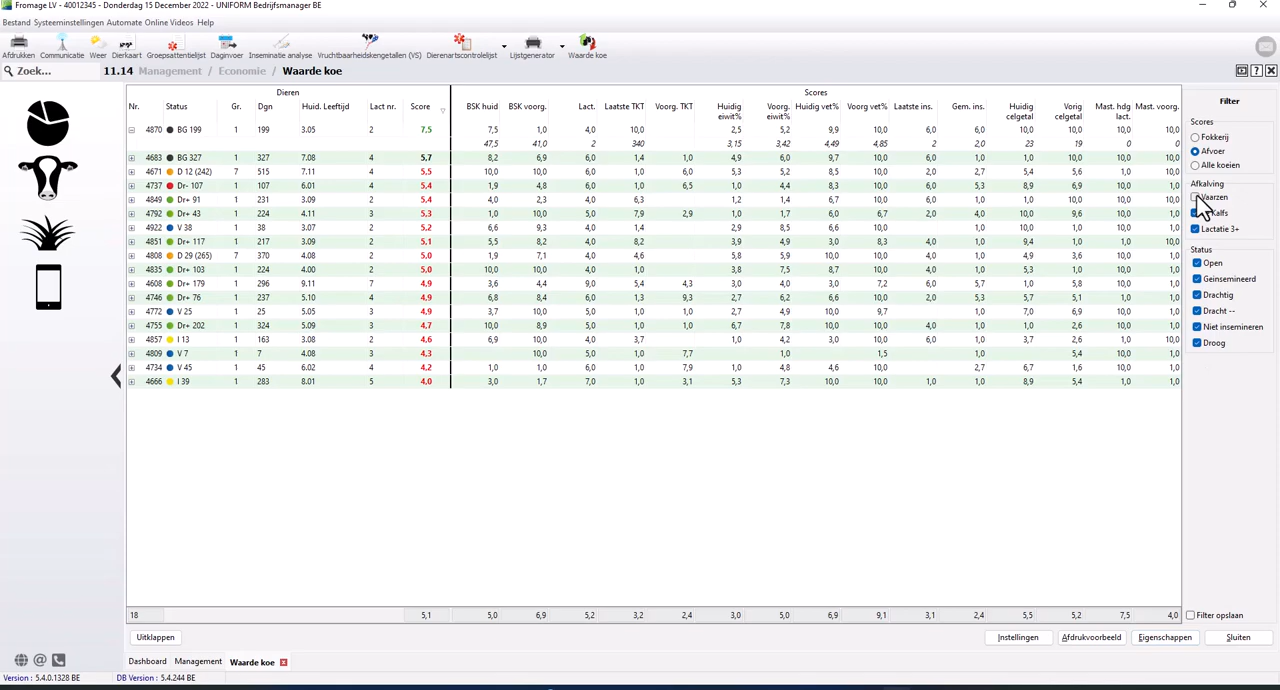 Fromage LV - 40012345 - Donderdag 15 December 2022 - UNIFORM Bedrijfsmanager BE
Bestand Systeeminstellingen Automate Online Videos Help
Afdrukken Communicatie Weer Dierkaart Groepsattentielijst Daginvoer Inseminatie analyse Vruchtbaarheidskengetallen (VS) Dierenartscontrolelijst Lijstgenerator Waarde koe
Zoek... 11.14 Management / Economie / Waarde koe
Dieren Scores
Nr. Status Gr. Dgn Huid. Leeftijd Lact nr. Score BSK huid BSK voorg. Lact. Laatste TKT Voorg. TKT Huidig eiwit% Voorg. eiwit% Huidig vet% Voorg vet% Laatste ins. Gem. ins. Huidig celgetal Vorig celgetal Mast. hdg lact. Mast. voorg.
4870 BG 199 1 199 3.05 2 7,5 7,5 1,0 4,0 10,0 2,5 5,2 9,9 10,0 6,0 6,0 10,0 10,0 10,0 10,0
47,5 41,0 2 340 3,15 3,42 4,49 4,85 2 2,0 23 19 0 0
4683 BG 327 1 327 7.08 4 5,7 8,2 6,9 6,0 1,4 1,0 4,9 6,0 9,7 10,0 6,0 1,0 1,0 10,0 10,0 10,0
4671 D 12 (242) 7 515 7.11 4 5,5 10,0 10,0 6,0 1,0 6,0 5,3 5,2 8,5 10,0 2,0 2,7 5,4 5,6 10,0 1,0
4737 Dr- 107 1 107 6.01 4 5,4 1,9 4,8 6,0 1,0 6,5 1,0 4,4 8,3 10,0 6,0 5,3 8,9 6,9 10,0 1,0
4849 Dr+ 91 1 231 3.09 2 5,4 4,0 2,3 4,0 6,3 1,2 1,4 6,7 10,0 4,0 1,0 10,0 7,5 10,0 10,0
4792 Dr+ 43 1 224 4.11 3 5,3 1,0 10,0 5,0 7,9 2,9 1,0 1,7 6,0 6,7 2,0 4,0 10,0 9,6 10,0 1,0
4922 V 38 1 38 3.07 2 5,2 6,6 9,3 4,0 1,4 2,9 8,5 6,6 10,0 10,0 10,0 1,0 1,0
4851 Dr+ 117 1 217 3.09 2 5,1 5,5 8,2 4,0 8,2 3,9 4,9 3,0 8,3 4,0 1,0 9,4 1,0 10,0 1,0
4808 D 29 (265) 7 370 4.08 2 5,0 1,9 7,1 4,0 4,6 5,8 5,9 10,0 10,0 4,0 1,0 4,9 3,6 10,0 1,0
4835 Dr+ 103 1 224 4.00 2 5,0 10,0 10,0 4,0 1,0 3,8 7,5 8,7 10,0 4,0 1,0 5,3 1,0 10,0 1,0
4608 Dr+ 179 1 296 9.11 7 4,9 3,6 4,4 9,0 5,4 4,3 1,0 4,0 3,0 7,2 6,0 5,7 1,0 5,8 10,0 1,0
4746 Dr+ 76 1 237 5.10 4 4,9 6,8 8,4 6,0 1,3 9,3 2,7 6,2 6,6 10,0 2,0 5,3 5,7 5,1 1,0 1,0
4772 V 25 1 25 5.05 3 4,9 3,7 10,0 5,0 1,0 1,0 2,7 4,9 10,0 9,7 1,0 7,0 6,9 10,0 1,0
4755 Dr+ 202 1 324 5.09 3 4,7 10,0 8,9 5,0 1,0 1,0 6,7 7,8 10,0 10,0 4,0 1,0 1,0 2,6 10,0 1,0
4857 I 13 1 163 3.08 2 4,6 6,9 10,0 4,0 3,7 1,0 4,2 3,0 10,0 6,0 1,0 3,7 2,6 1,0 10,0
4809 V 7 1 7 4.08 3 4,3 10,0 5,0 1,0 7,7 1,0 1,5 1,0 5,4 10,0 1,0
4734 V 45 1 45 6.02 4 4,2 1,0 1,0 6,0 1,0 7,9 1,0 4,8 4,6 10,0 2,7 6,7 1,6 10,0 1,0
4666 I 39 1 283 8.01 5 4,0 3,0 1,7 7,0 1,0 3,1 5,3 7,3 10,0 10,0 1,0 1,0 8,9 5,4 1,0 1,0
18 5,1 5,0 6,9 5,2 3,2 2,4 3,0 5,0 6,9 9,1 3,1 2,4 5,5 5,2 7,5 4,0
Filter
Scores
Fokkerij
Afvoer
Alle koeien
Afkalving
Vaarzen
Kalfs
Lactatie 3+
Status
Open
Geinsemineerd
Drachtig
Dracht --
Niet insemineren
Droog
Filter opslaan
Uitklappen Instellingen Afdrukvoorbeeld Eigenschappen Sluiten
Dashboard Management Waarde koe
Version : 5.4.0.1328 BE DB Version : 5.4.244 BE